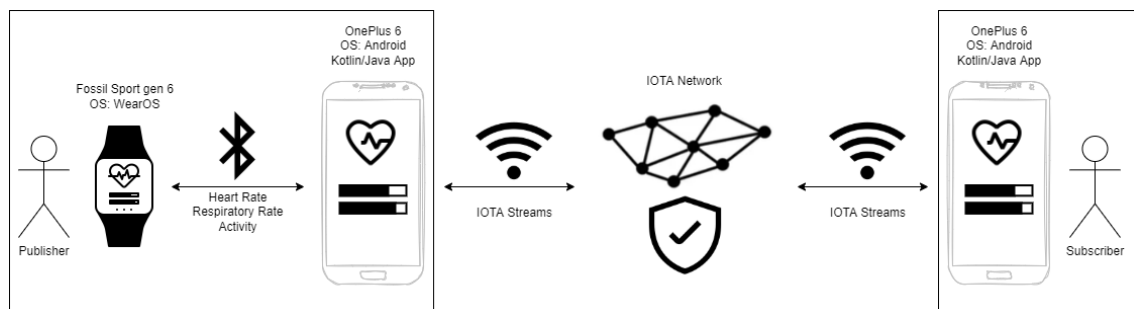 OnePlus 6
OS: Android
Kotlin/Java App
Fossil Sport gen 6
OS: WearOS
Publisher
Heart Rate
Respiratory Rate
Activity
IOTA Streams
IOTA Network
IOTA Streams
OnePlus 6
OS: Android
Kotlin/Java App
Subscriber